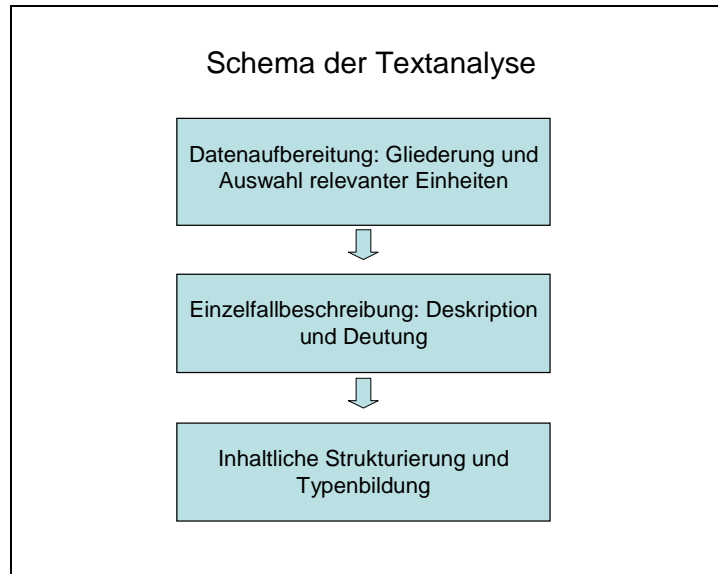 Schema der Textanalyse
Datenaufbereitung: Gliederung und
Auswahl relevanter Einheiten
Einzelfallbeschreibung: Deskription
und Deutung
Inhaltliche Strukturierung und
Typenbildung